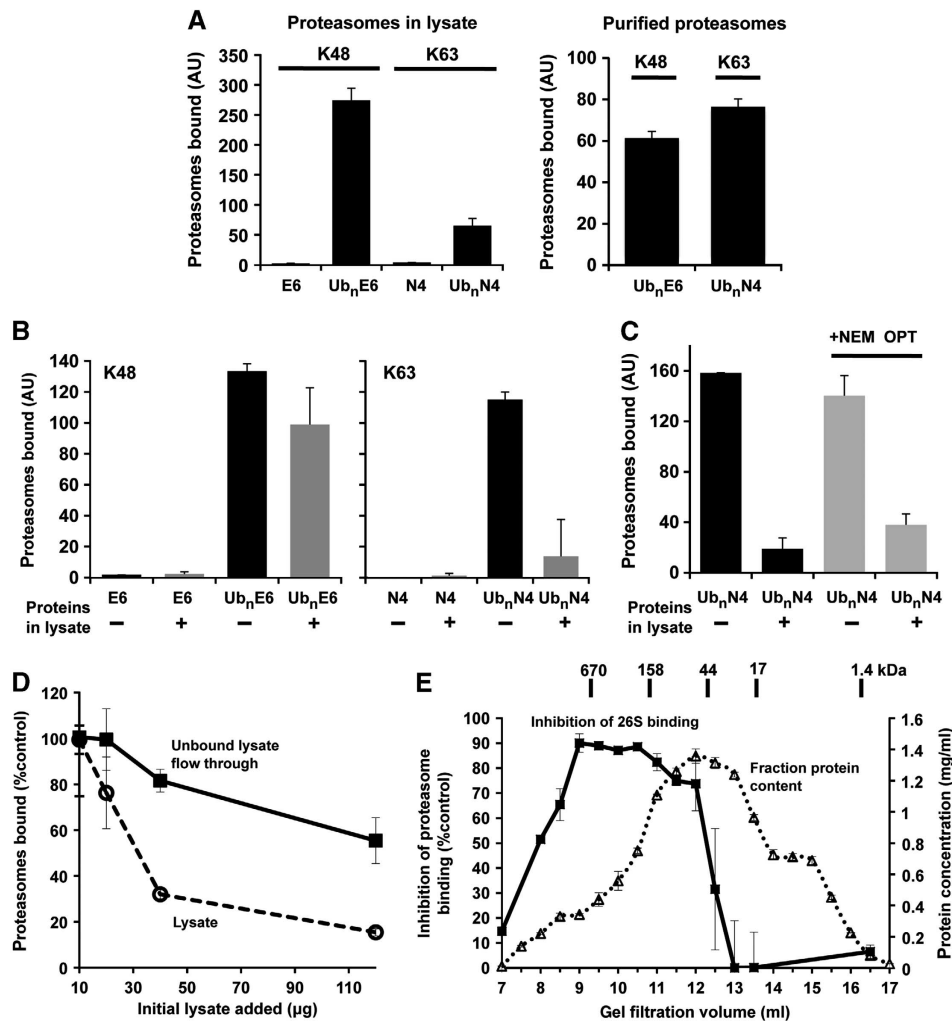 A
Proteasomes in lysate
K48
K63
Proteasomes bound (AU)
350
300
250
200
150
100
50
0
E6
UbnE6
N4
UbnN4
Purified proteasomes
K48
K63
Proteasomes bound (AU)
100
80
60
40
20
0
UbnE6
UbnN4
B
K48
Proteasomes bound (AU)
140
120
100
80
60
40
20
0
E6
E6
UbnE6
UbnE6
Proteins
in lysate
–
+
–
+
K63
N4
N4
UbnN4
UbnN4
–
+
–
+
C
+NEM OPT
Proteasomes bound (AU)
160
120
80
40
0
UbnN4
UbnN4
UbnN4
UbnN4
Proteins
in lysate
–
+
–
+
D
Proteasomes bound (%control)
120
100
80
60
40
20
0
Unbound lysate
flow through
Lysate
10
30
50
70
90
110
Initial lysate added (µg)
E
670
158
44
17
1.4 kDa
Inhibition of 26S binding
Fraction protein
content
Inhibition of proteasome
binding (%control)
100
90
80
70
60
50
40
30
20
10
0
1.6
1.4
1.2
1
0.8
0.6
0.4
0.2
0
Protein concentration (mg/ml)
7
8
9
10
11
12
13
14
15
16
17
Gel filtration volume (ml)